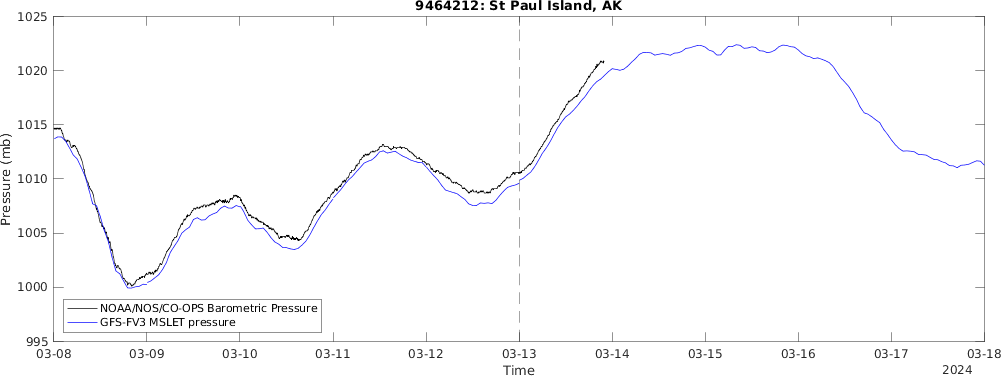 9464212: St Paul Island, AK
1025
1020
1015
1010
1005
1000
995
Pressure (mb)
NOAA/NOS/CO-OPS Barometric Pressure
GFS-FV3 MSLET pressure
03-08 03-09 03-10 03-11 03-12 03-13 03-14 03-15 03-16 03-17 03-18
Time
2024